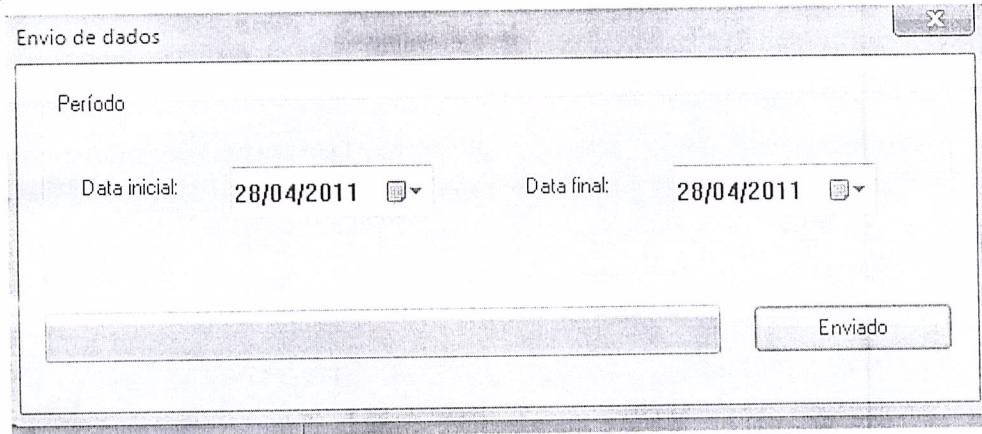 Envio de dados
Período
Data inicial: 28/04/2011 Data final: 28/04/2011
Enviado